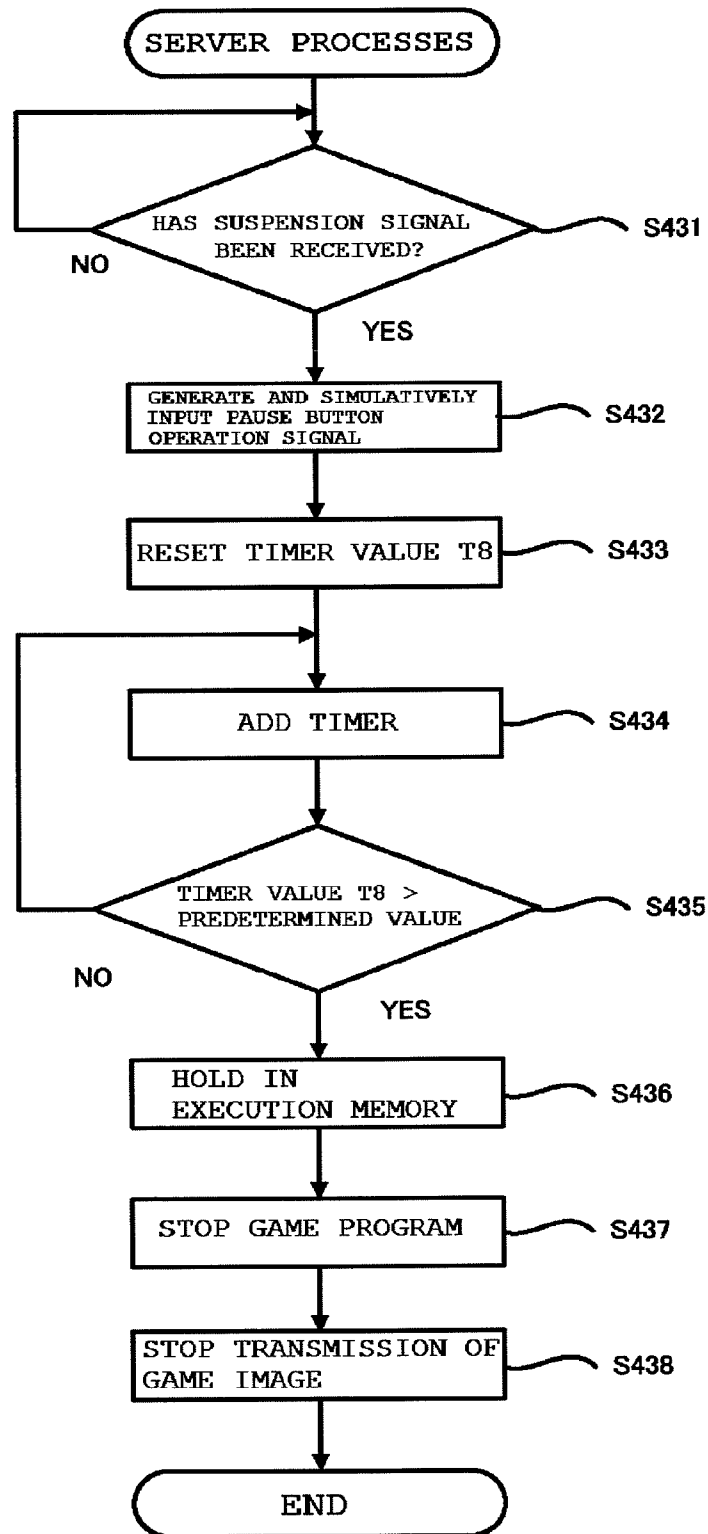 SERVER PROCESSES
HAS SUSPENSION SIGNAL
BEEN RECEIVED?
S431
NO
YES
GENERATE AND SIMULATIVELY
INPUT PAUSE BUTTON
OPERATION SIGNAL
S432
RESET TIMER VALUE T8
S433
ADD TIMER
S434
TIMER VALUE T8 >
PREDETERMINED VALUE
S435
NO
YES
HOLD IN
EXECUTION MEMORY
S436
STOP GAME PROGRAM
S437
STOP TRANSMISSION OF
GAME IMAGE
S438
END